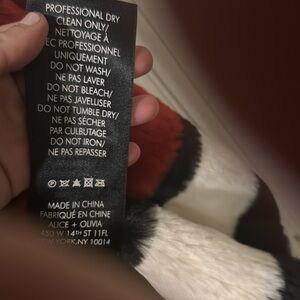 PROFESSIONAL DRY
CLEAN ONLY/
NETTOYAGE À
EC PROFESSIONNEL
UNIQUEMENT
DO NOT WASH/
NE PAS LAVER
DO NOT BLEACH/
NE PAS JAVELLISER
DO NOT TUMBLE DRY/
NE PAS SÉCHER
PAR CULBUTAGE
DO NOT IRON/
NE PAS REPASSER
MADE IN CHINA
FABRIQUÉ EN CHINE
ALICE + OLIVIA
450 W 14TH ST 11FL
NEW YORK, NY 10014